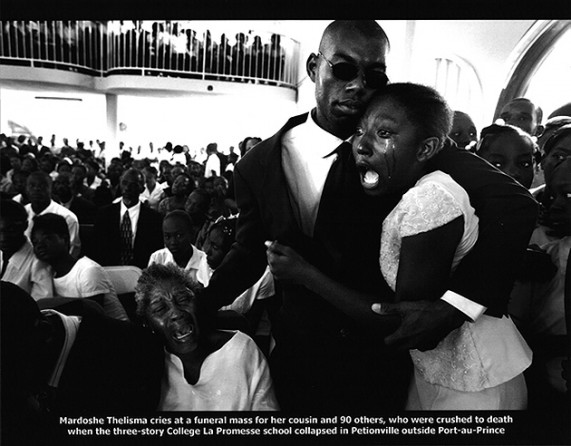 Mardoshe Thelisma cries at a funeral mass for her cousin and 90 others, who were crushed to death
when the three-story College La Promesse school collapsed in Petionville outside Port-au-Prince